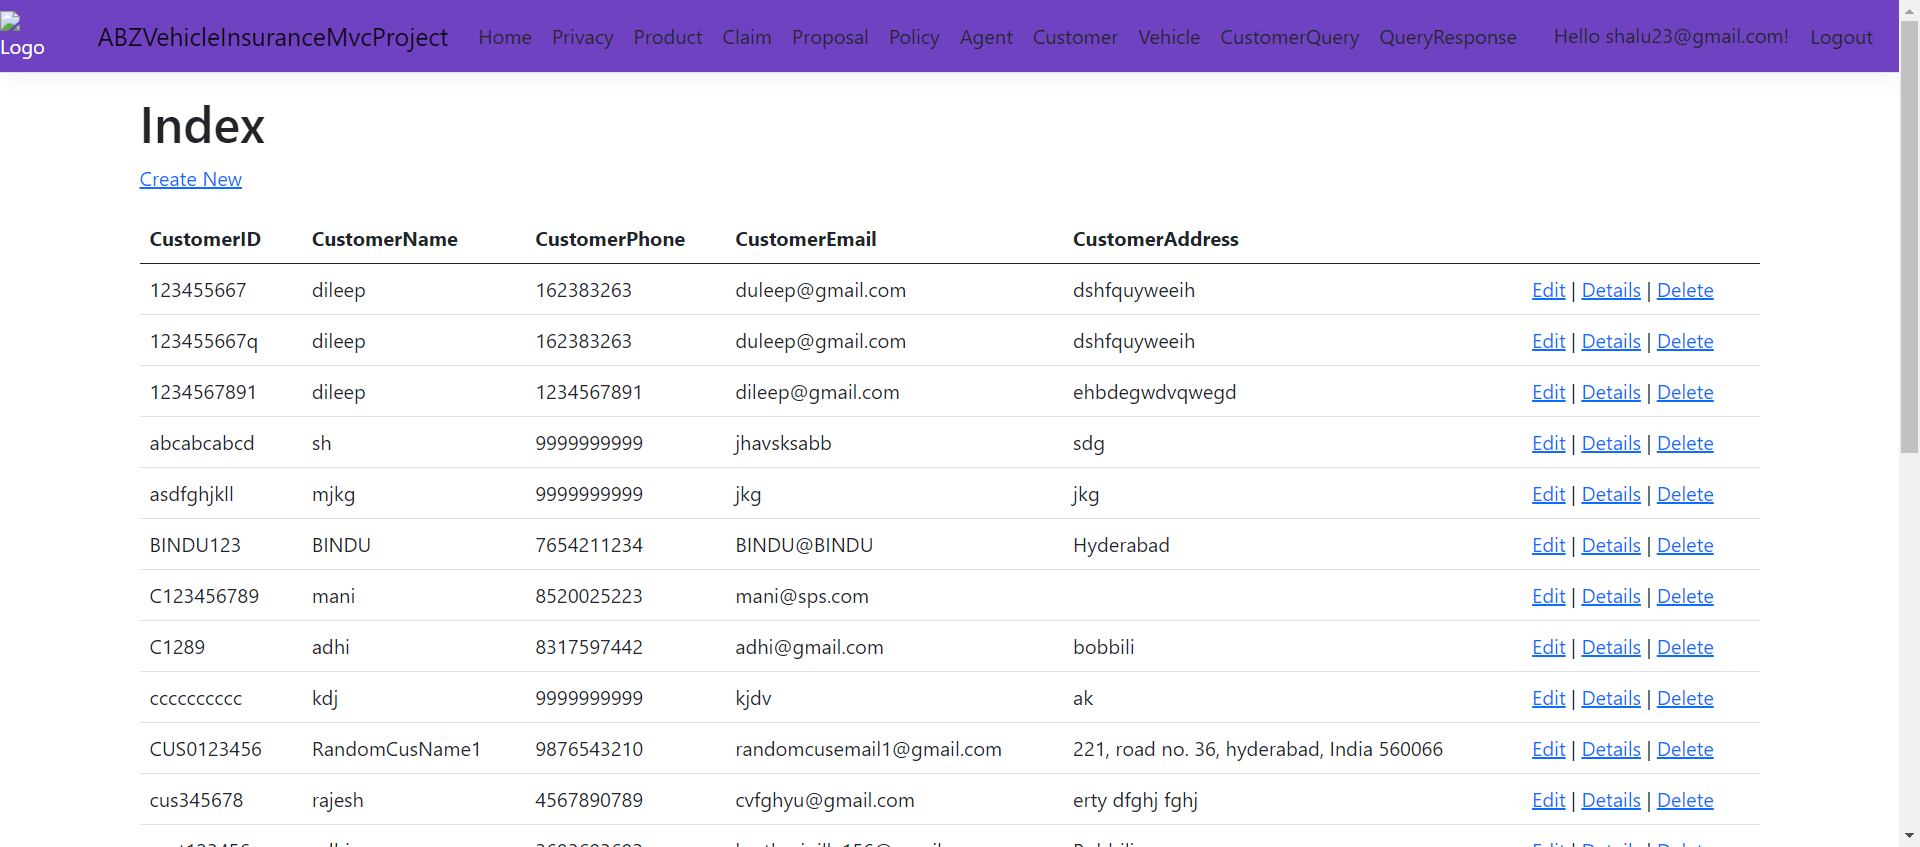 Logo
ABZVehicleInsuranceMvcProject Home Privacy Product Claim Proposal Policy Agent Customer Vehicle CustomerQuery QueryResponse Hello shalu23@gmail.com! Logout
Index
Create New
CustomerID CustomerName CustomerPhone CustomerEmail CustomerAddress
123455667 dileep 162383263 duleep@gmail.com dshfquyweeih Edit | Details | Delete
123455667q dileep 162383263 duleep@gmail.com dshfquyweeih Edit | Details | Delete
1234567891 dileep 1234567891 dileep@gmail.com ehbdegwdvqwegd Edit | Details | Delete
abcabcabcd sh 9999999999 jhavsksabb sdg Edit | Details | Delete
asdfghjkll mjkg 9999999999 jkg jkg Edit | Details | Delete
BINDU123 BINDU 7654211234 BINDU@BINDU Hyderabad Edit | Details | Delete
C123456789 mani 8520025223 mani@sps.com Edit | Details | Delete
C1289 adhi 8317597442 adhi@gmail.com bobbili Edit | Details | Delete
cccccccccc kdj 9999999999 kjdv ak Edit | Details | Delete
CUS0123456 RandomCusName1 9876543210 randomcusemail1@gmail.com 221, road no. 36, hyderabad, India 560066 Edit | Details | Delete
cus345678 rajesh 4567890789 cvfghyu@gmail.com erty dfghj fghj Edit | Details | Delete